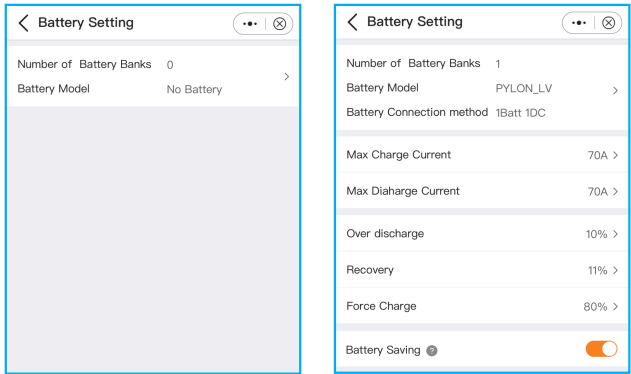 Battery Setting
Number of Battery Banks 0
Battery Model No Battery
Battery Setting
Number of Battery Banks 1
Battery Model PYLON_LV
Battery Connection method 1Batt 1DC
Max Charge Current 70A
Max Diaharge Current 70A
Over discharge 10%
Recovery 11%
Force Charge 80%
Battery Saving ?